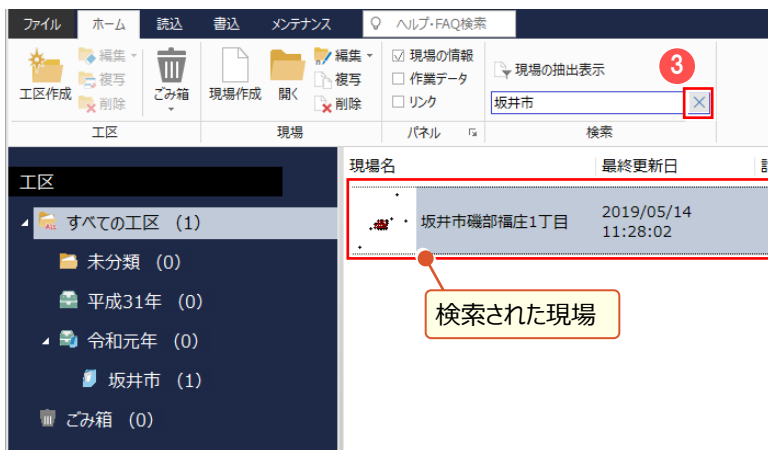 ファイル ホーム 読込 書込 メンテナンス ヘルプ・FAQ検索
工区作成 編集 複写 削除 ごみ箱
工区
現場作成 開く 編集 複写 削除
現場
現場の情報
作業データ
リンク
パネル
現場の抽出表示
3
坂井市
検索
工区
すべての工区 (1)
未分類 (0)
平成31年 (0)
令和元年 (0)
坂井市 (1)
ごみ箱 (0)
現場名 最終更新日
ALL
坂井市磯部福庄1丁目 2019/05/14
11:28:02
検索された現場